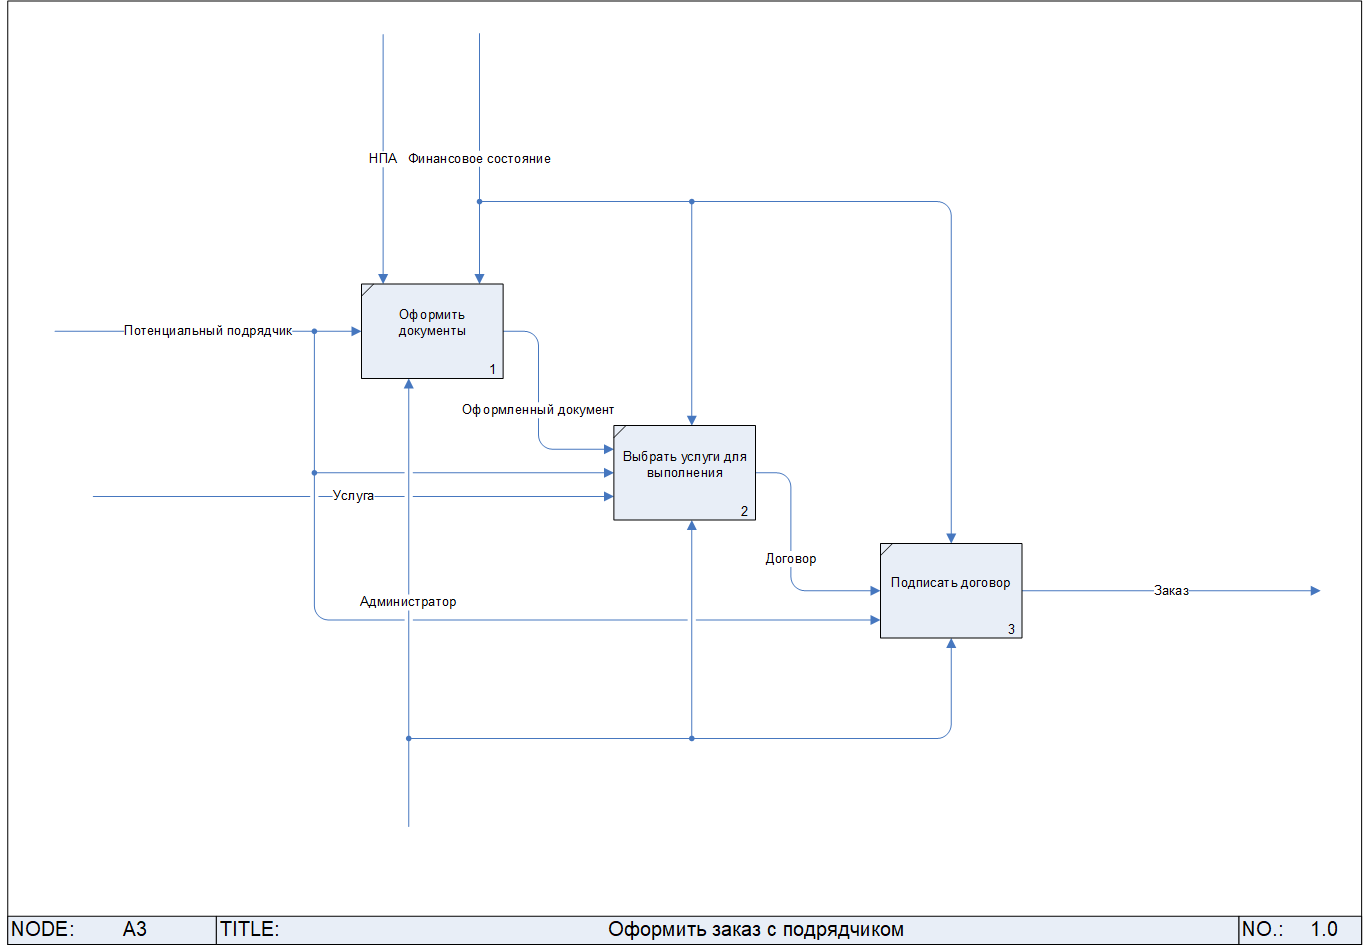 НПА Финансовое состояние
Оформить
документы
1
Потенциальный подрядчик
Оформленный документ
Выбрать услуги для
выполнения
2
Услуга
Договор
Подписать договор
3
Заказ
Администратор
NODE: A3 TITLE: Оформить заказ с подрядчиком NO.: 1.0